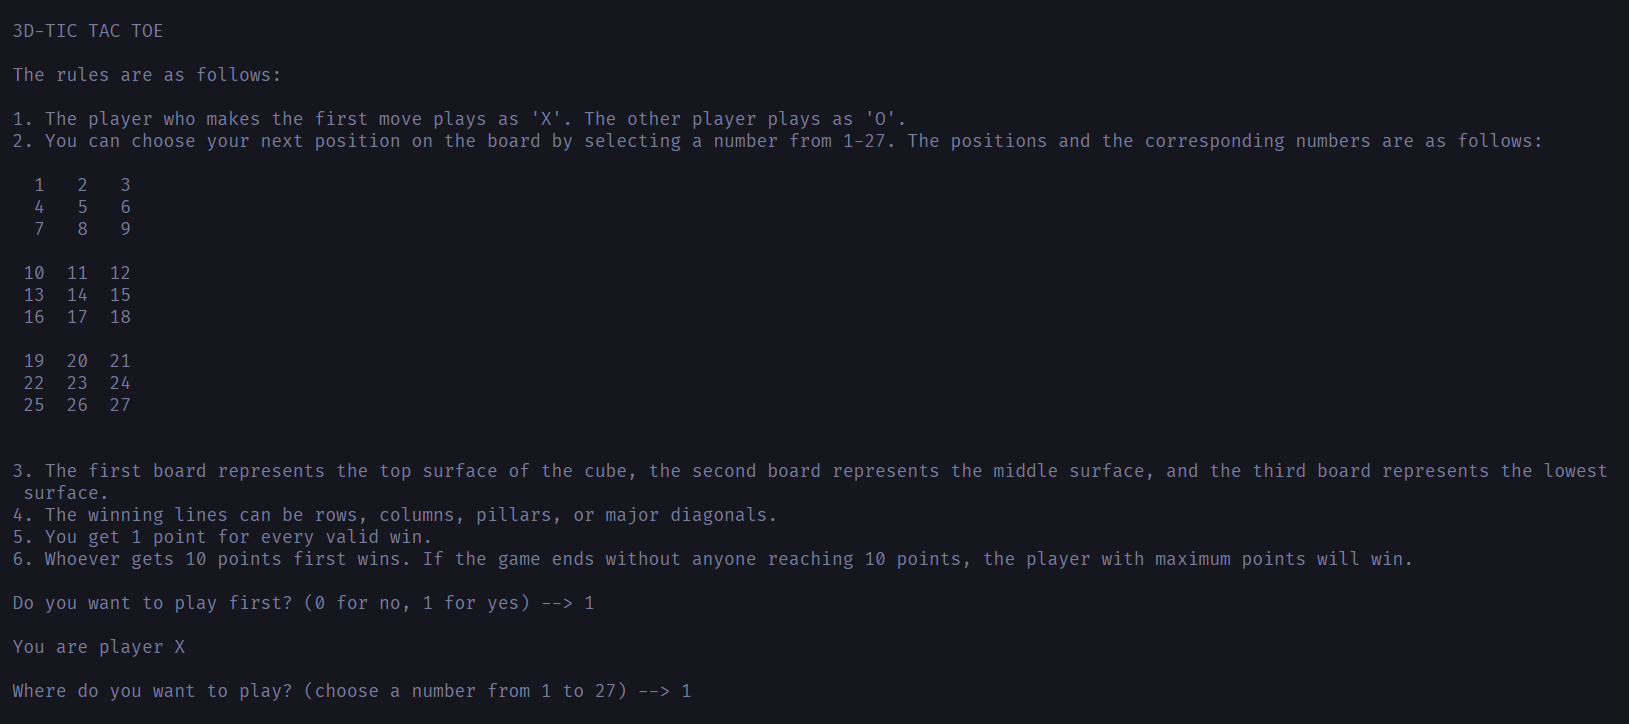 3D-TIC TAC TOE
The rules are as follows:
1. The player who makes the first move plays as 'X'. The other player plays as 'O'.
2. You can choose your next position on the board by selecting a number from 1-27. The positions and the corresponding numbers are as follows:
1 2 3
4 5 6
7 8 9
10 11 12
13 14 15
16 17 18
19 20 21
22 23 24
25 26 27
3. The first board represents the top surface of the cube, the second board represents the middle surface, and the third board represents the lowest
surface.
4. The winning lines can be rows, columns, pillars, or major diagonals.
5. You get 1 point for every valid win.
6. Whoever gets 10 points first wins. If the game ends without anyone reaching 10 points, the player with maximum points will win.
Do you want to play first? (0 for no, 1 for yes) --> 1
You are player X
Where do you want to play? (choose a number from 1 to 27) --> 1